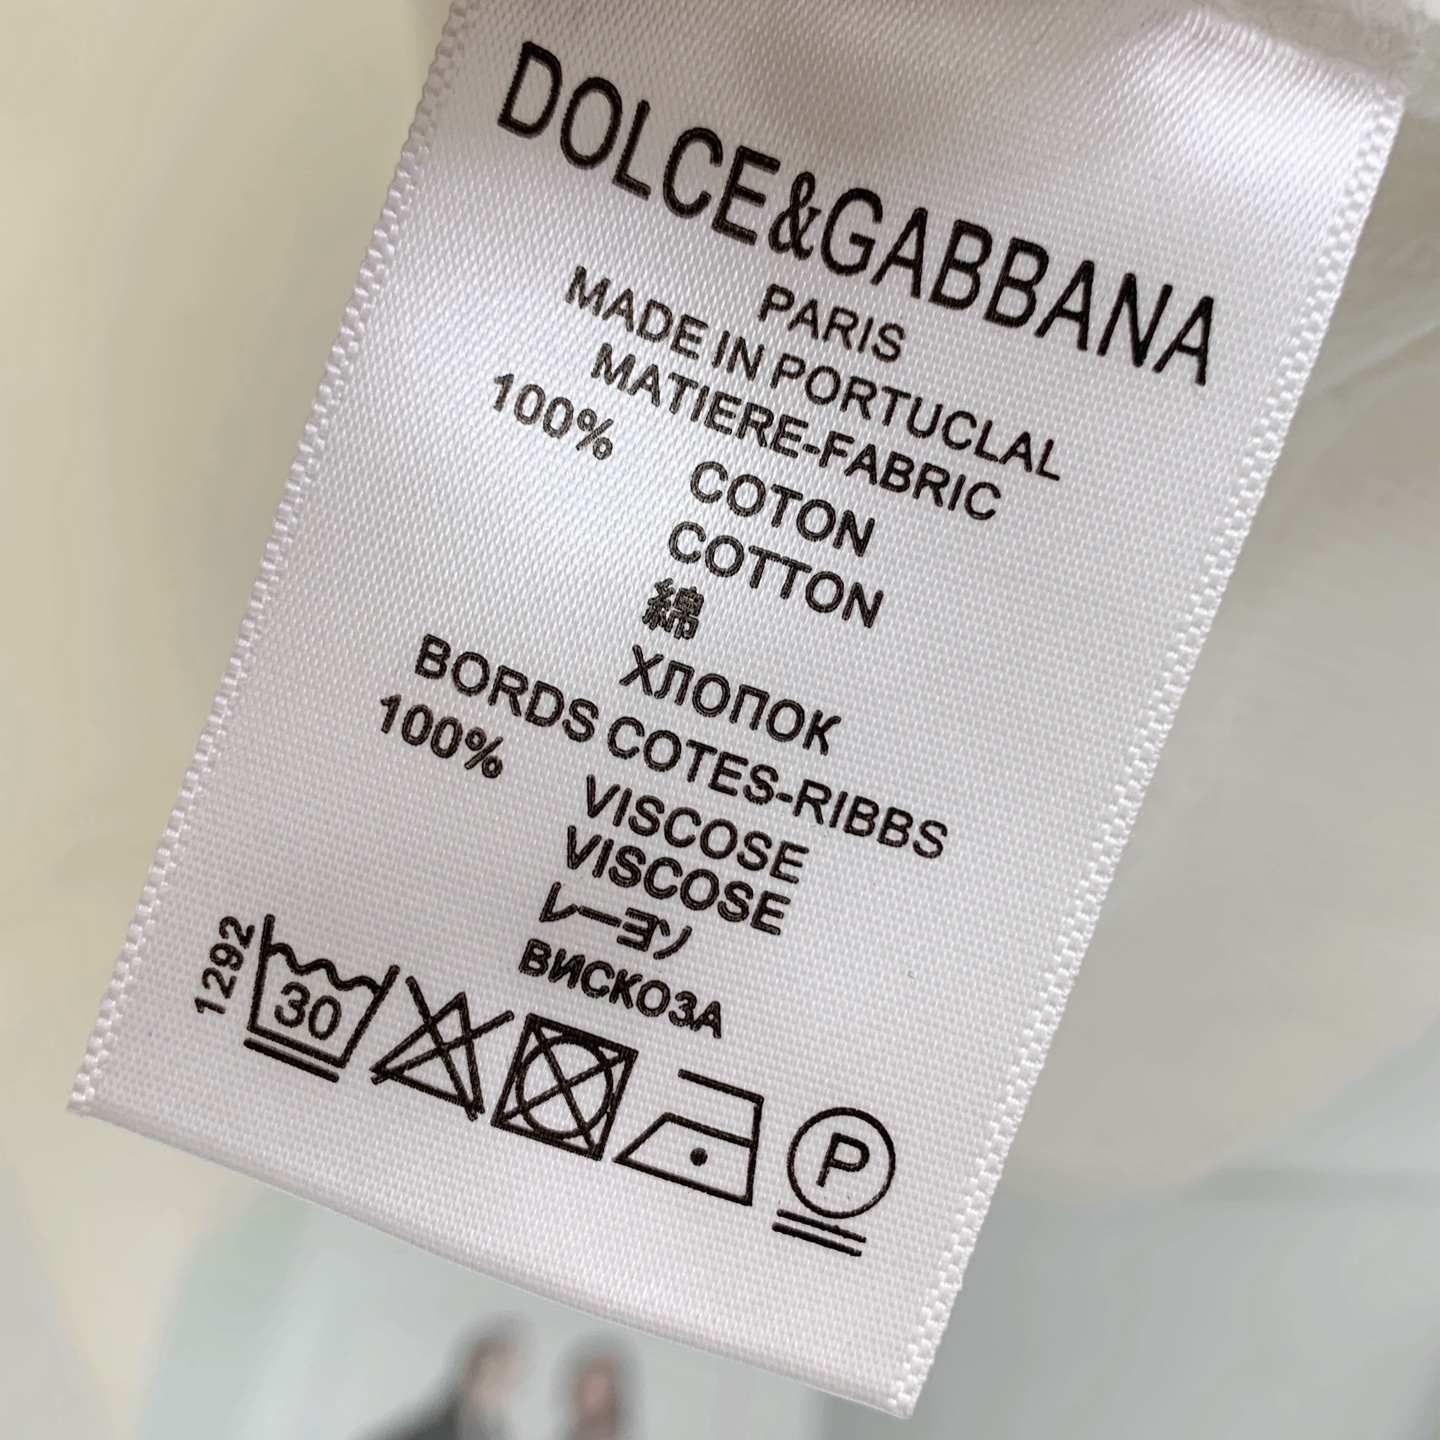 DOLCE&GABBANA
PARIS
MADE IN PORTUCLAL
MATIERE-FABRIC
100%
COTON
COTTON
綿
ХЛОПОК
BORDS COTES-RIBBS
100%
VISCOSE
VISCOSE
レーヨン
ВИСКОЗА
1292
30
P